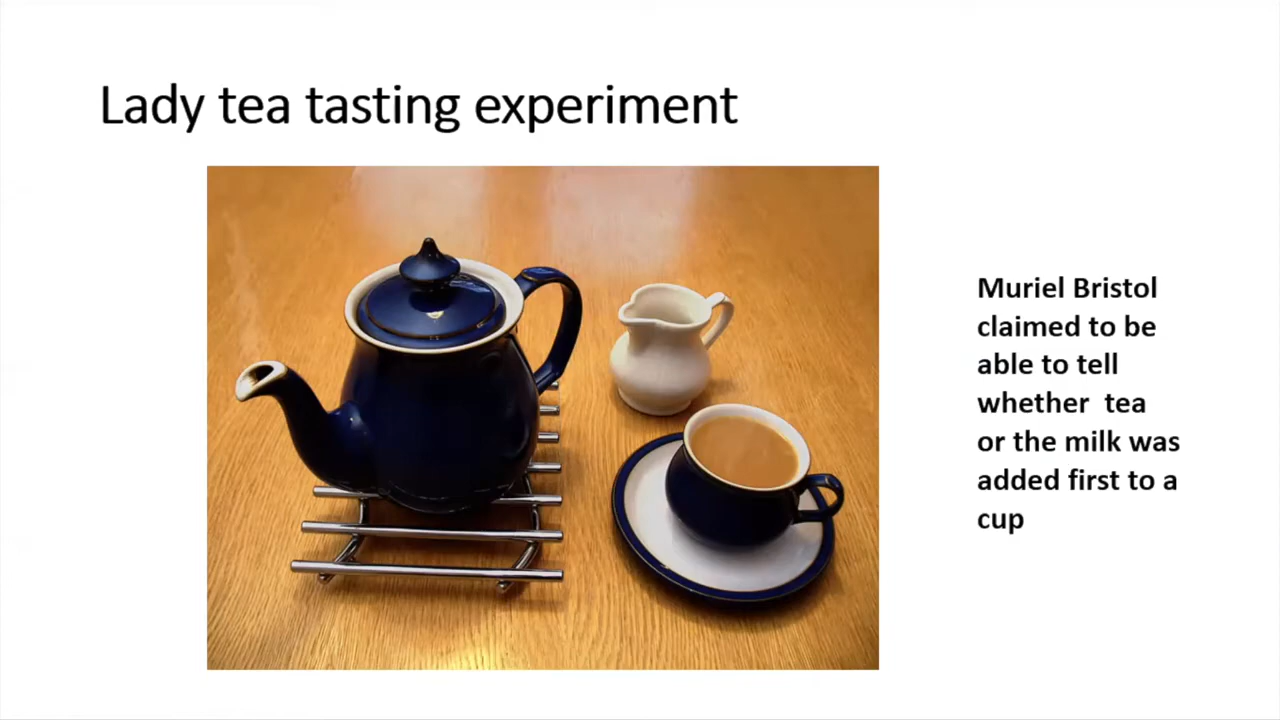 Lady tea tasting experiment
Muriel Bristol
claimed to be
able to tell
whether  tea
or the milk was
added first to a
cup